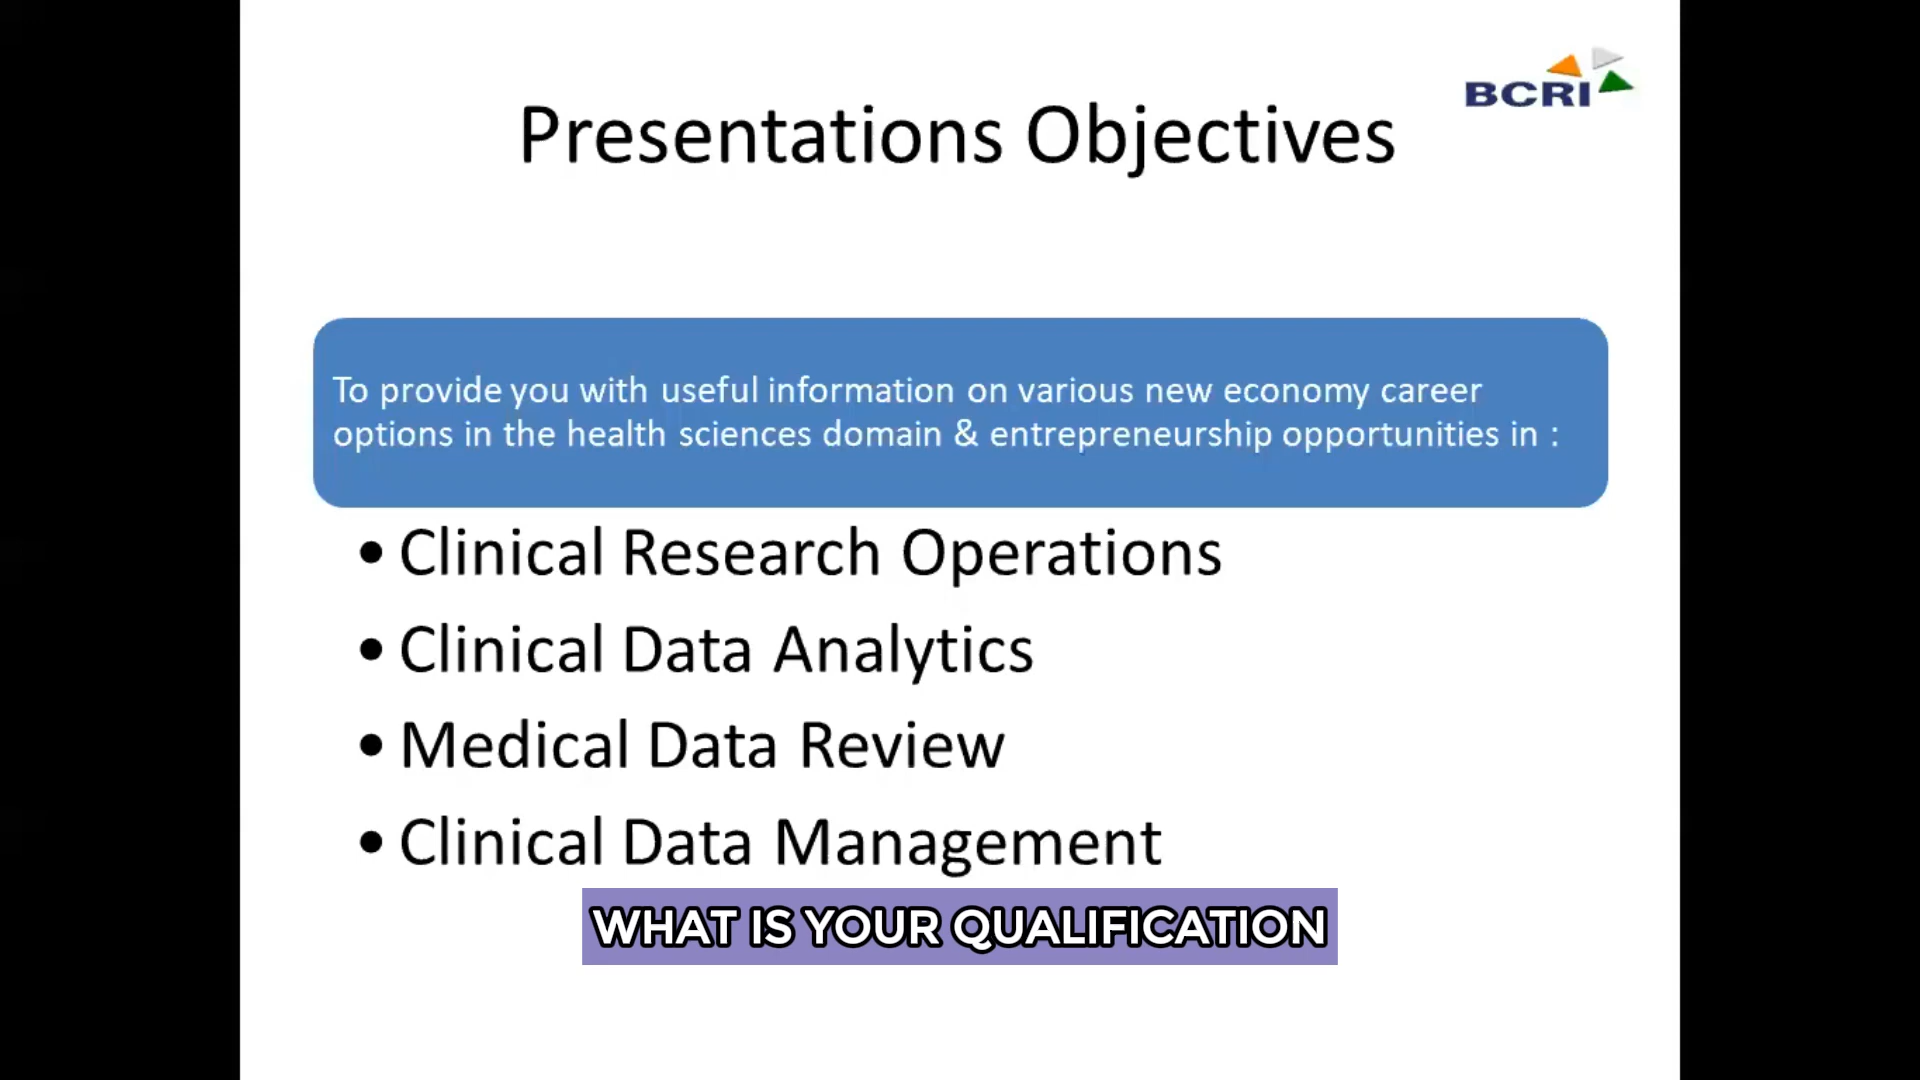 BCRI
Presentations Objectives
To provide you with useful information on various new economy career
options in the health sciences domain & entrepreneurship opportunities in :
• Clinical Research Operations
• Clinical Data Analytics
• Medical Data Review
• Clinical Data Management
WHAT IS YOUR QUALIFICATION